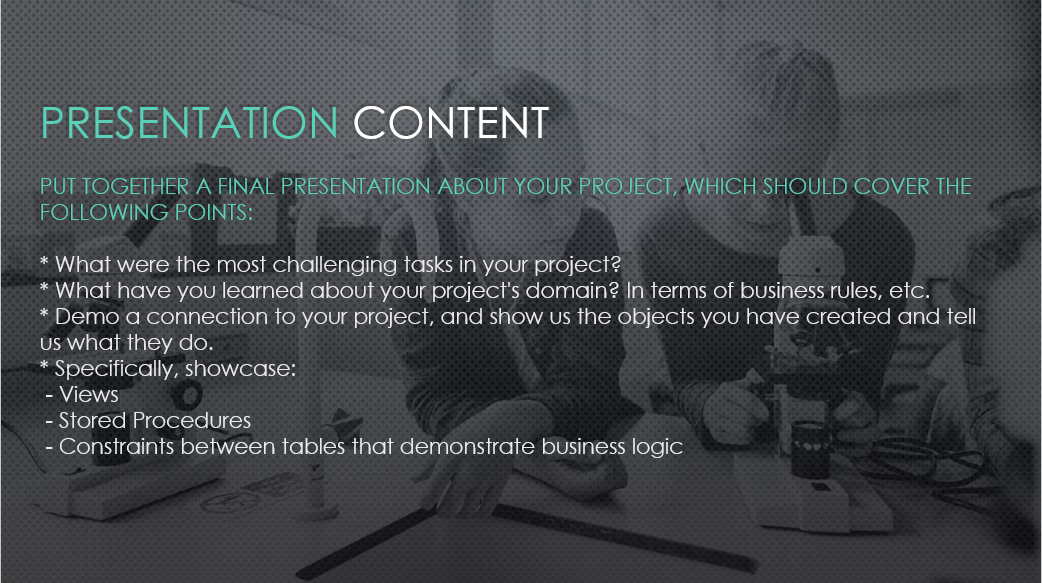 PRESENTATION CONTENT
PUT TOGETHER A FINAL PRESENTATION ABOUT YOUR PROJECT, WHICH SHOULD COVER THE
FOLLOWING POINTS:
* What were the most challenging tasks in your project?
* What have you learned about your project's domain? In terms of business rules, etc.
* Demo a connection to your project, and show us the objects you have created and tell
us what they do.
* Specifically, showcase:
- Views
- Stored Procedures
- Constraints between tables that demonstrate business logic